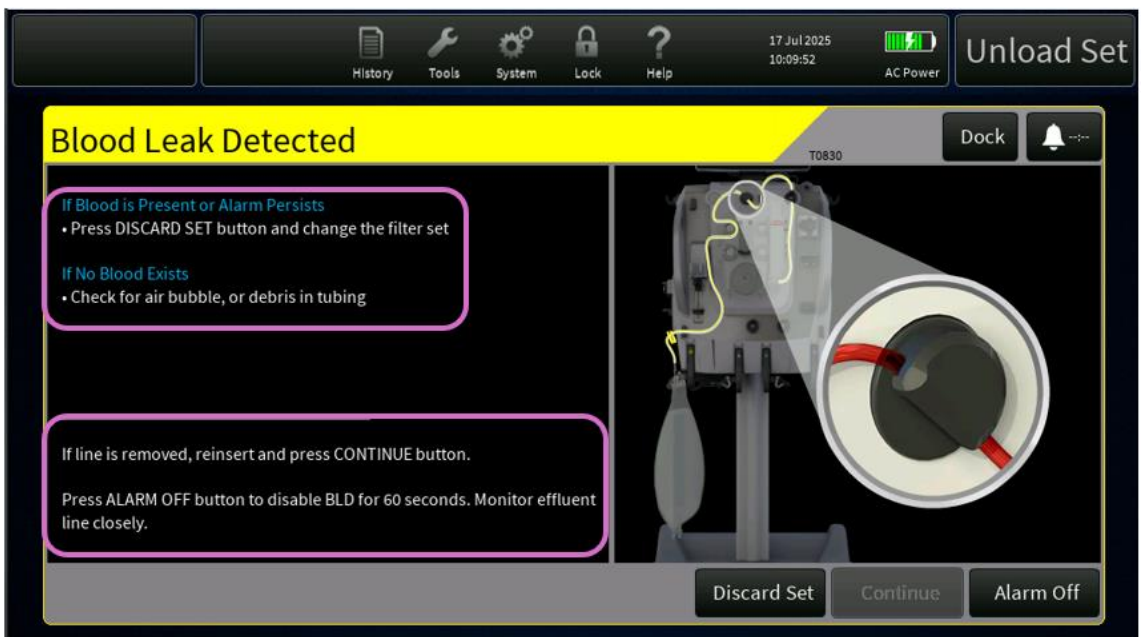 History Tools System Lock Help
17 Jul 2025
10:09:52
AC Power
Unload Set
Blood Leak Detected
T0830
Dock
--:--
If Blood is Present or Alarm Persists
• Press DISCARD SET button and change the filter set
If No Blood Exists
• Check for air bubble, or debris in tubing
If line is removed, reinsert and press CONTINUE button.
Press ALARM OFF button to disable BLD for 60 seconds. Monitor effluent
line closely.
Discard Set Continue Alarm Off